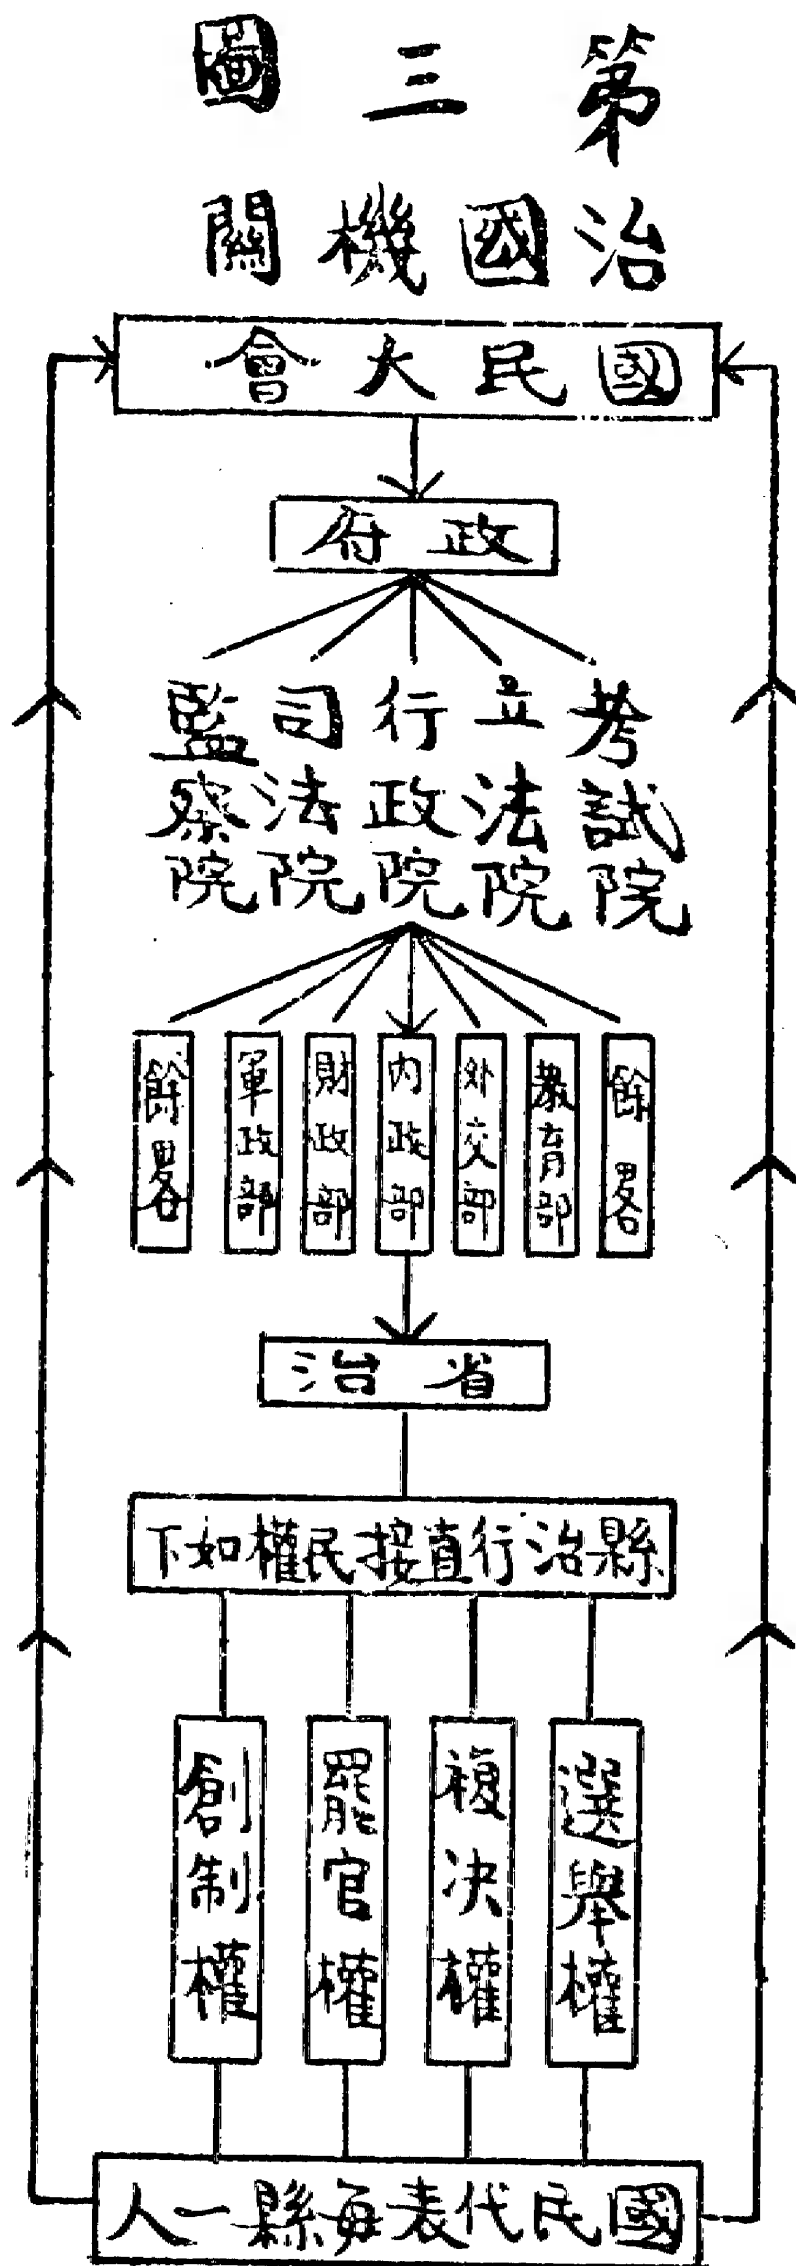 第三圖
治國機關
國民大會
政府
考試院
立法院
行政院
司法院
監察院
餘畧
教育部
外交部
內政部
財政部
軍政部
餘畧
省治
縣治行直接民權如下
選舉權
複決權
罷官權
創制權
國民代表每縣一人